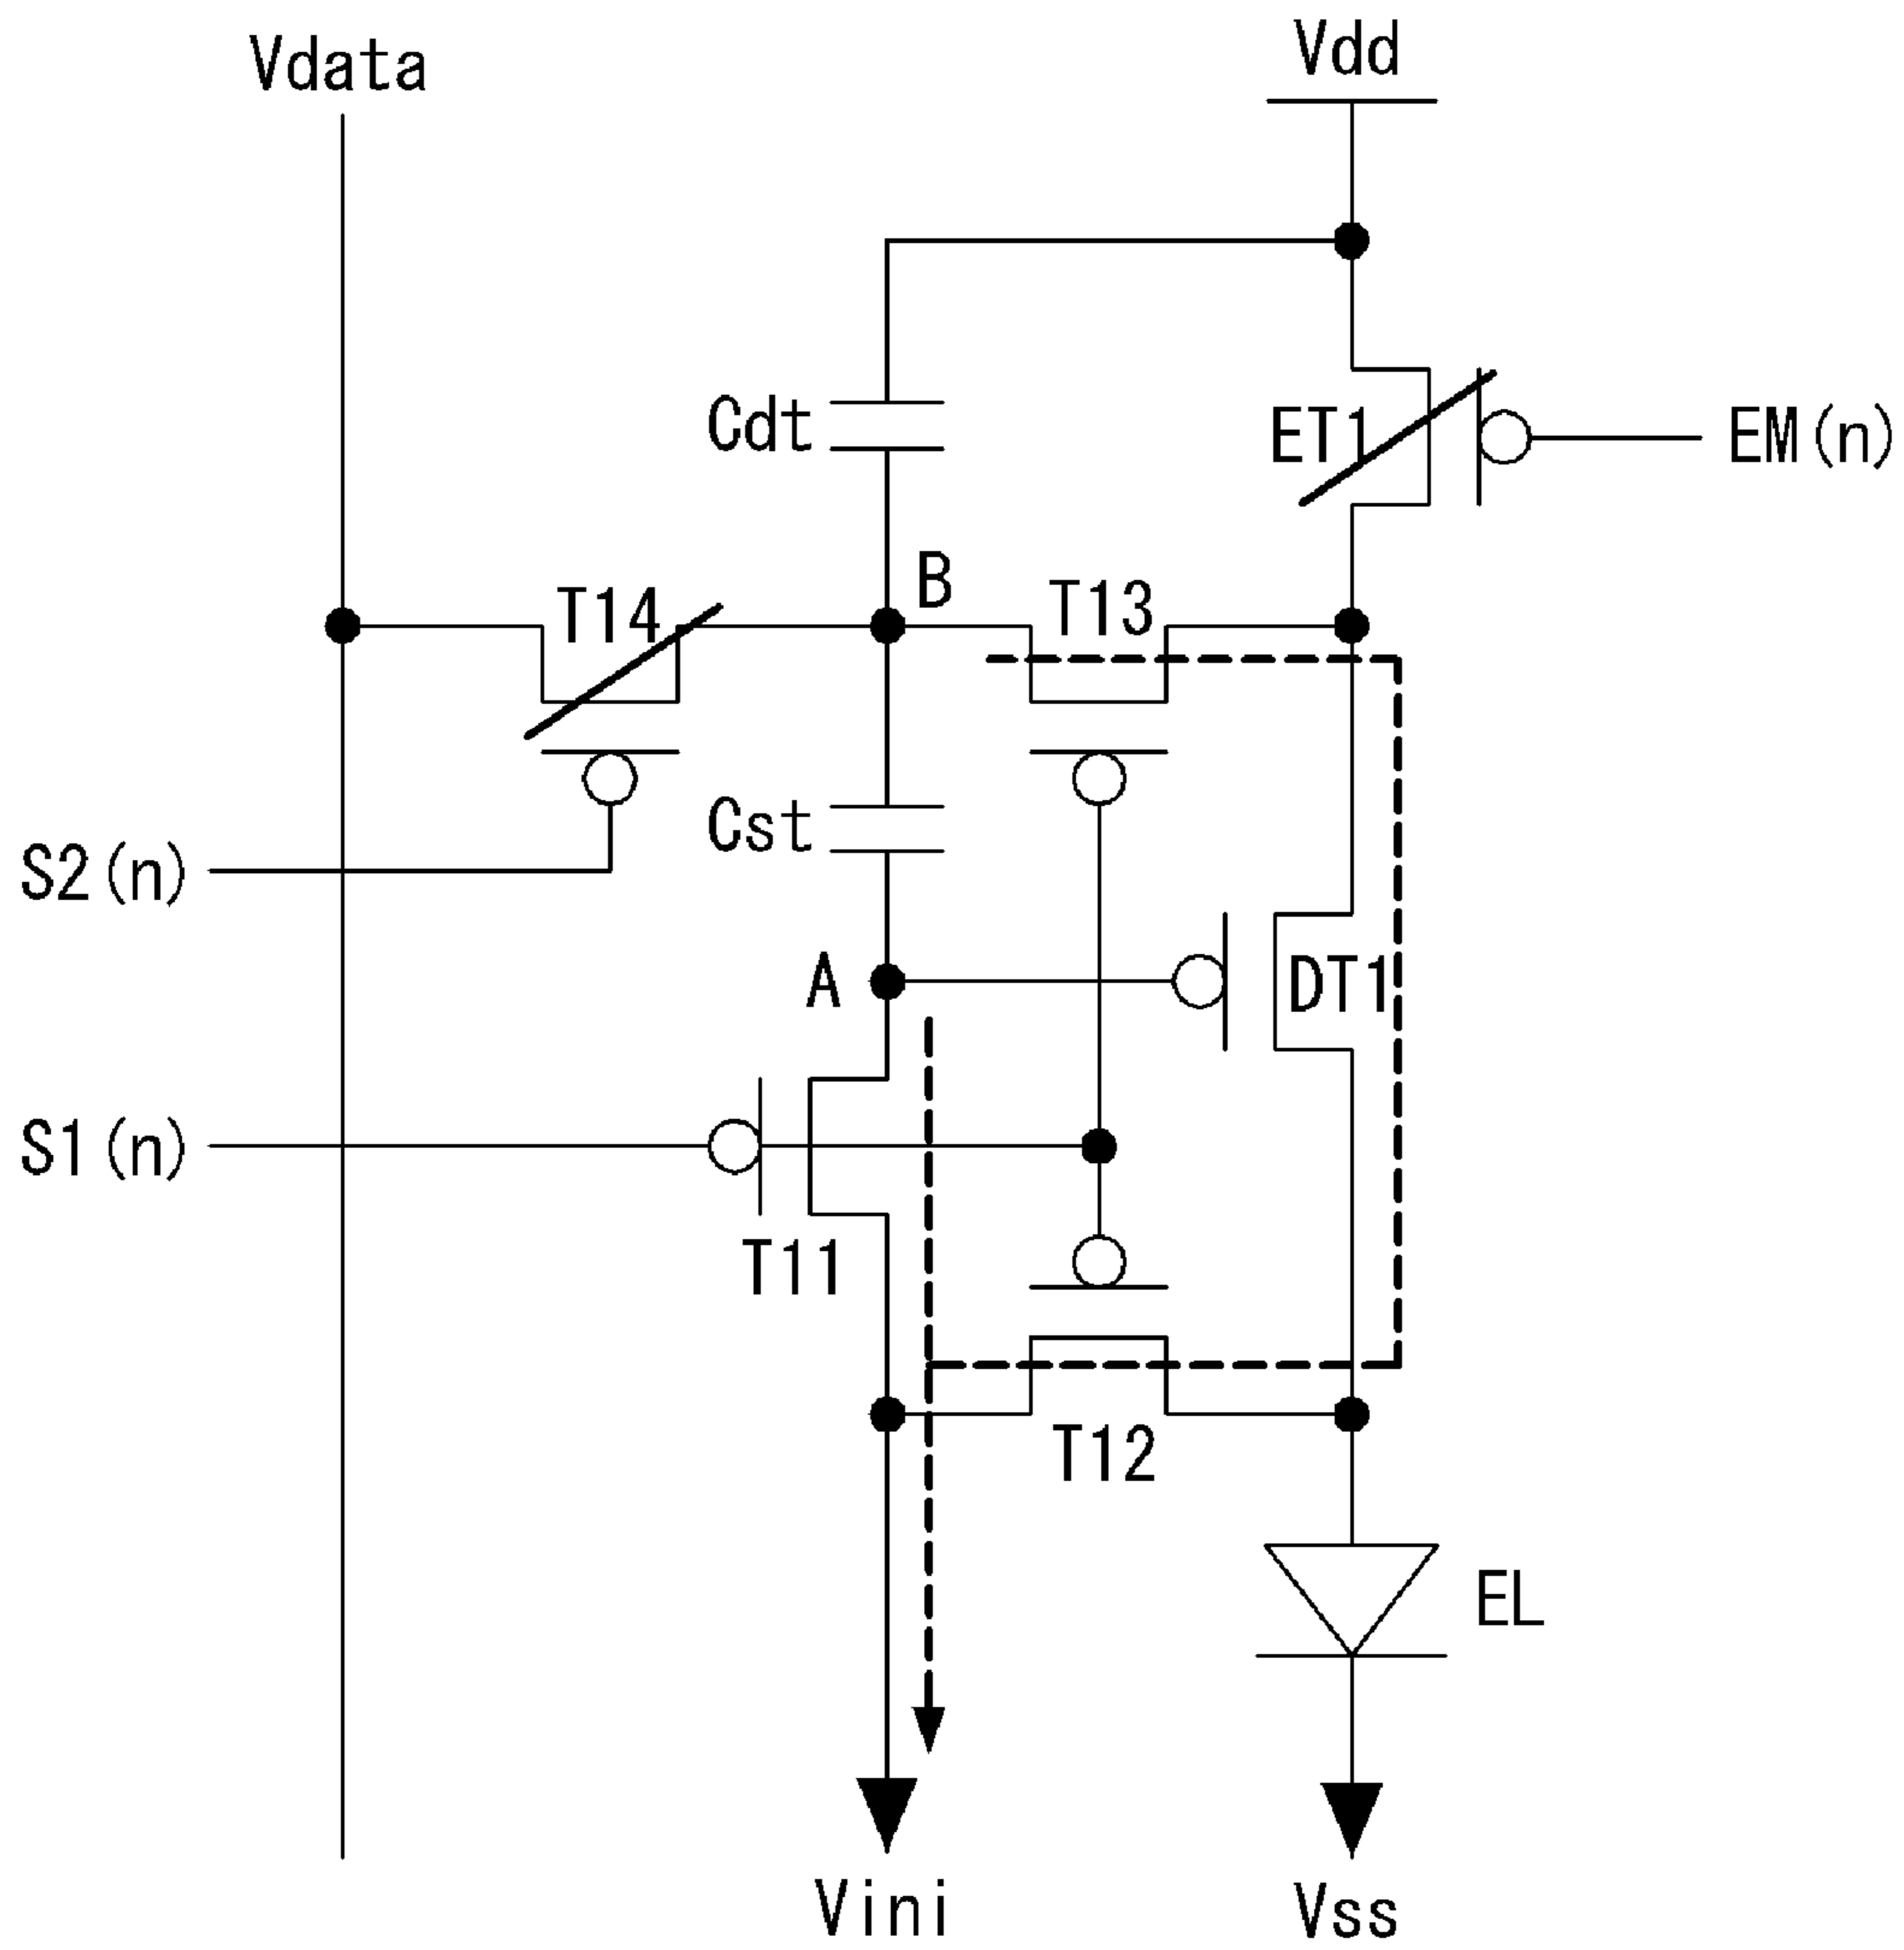 Vdata
Vdd
Cdt
ET1
EM(n)
B
T14
T13
Cst
S2(n)
A
DT1
S1(n)
T11
T12
EL
Vini
Vss